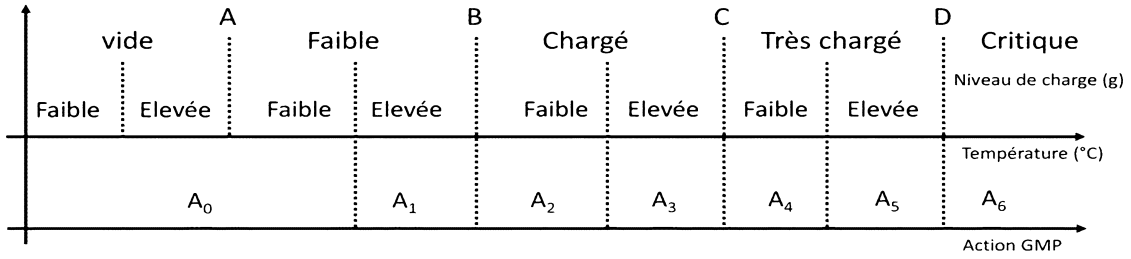 A B C D
vide Faible Chargé Très chargé Critique
Niveau de charge (g)
Faible Elevée Faible Elevée Faible Elevée Faible Elevée
Température (°C)
A0 A1 A2 A3 A4 A5 A6
Action GMP